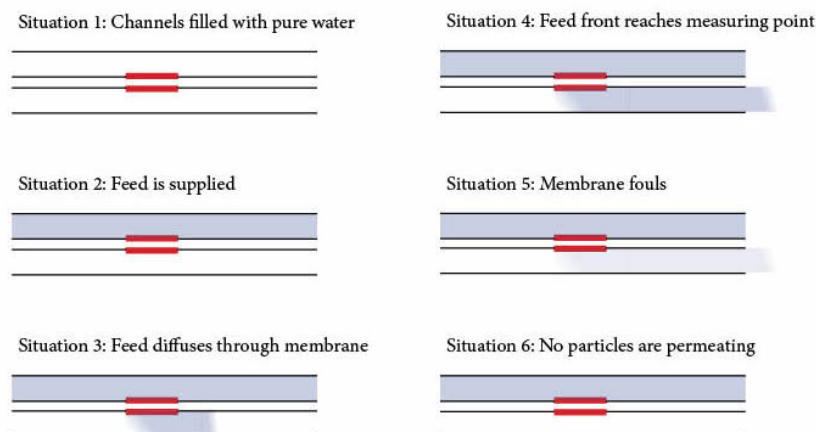 Situation 1: Channels filled with pure water
Situation 2: Feed is supplied
Situation 3: Feed diffuses through membrane
Situation 4: Feed front reaches measuring point
Situation 5: Membrane fouls
Situation 6: No particles are permeating